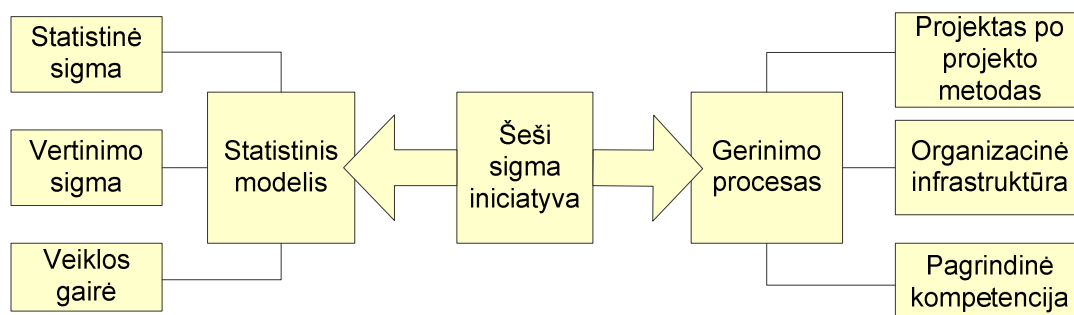 Statistinė
sigma
Vertinimo
sigma
Veiklos
gairė
Statistinis
modelis
Šeši
sigma
iniciatyva
Gerinimo
procesas
Projektas po
projekto
metodas
Organizacinė
infrastruktūra
Pagrindinė
kompetencija